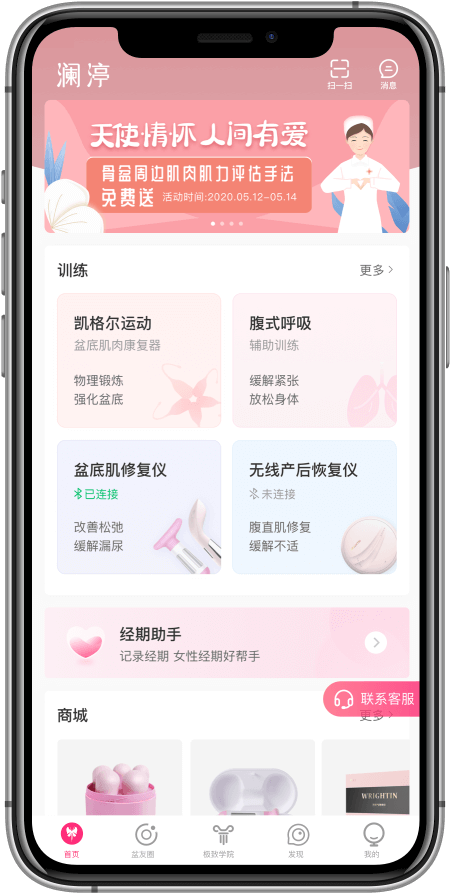 澜渟
扫一扫
消息
天使情怀 人间有爱
骨盆周边肌肉肌力评估手法
免费送 活动时间:2020.05.12-05.14
训练
更多
凯格尔运动
盆底肌肉康复器
物理锻炼
强化盆底
腹式呼吸
辅助训练
缓解紧张
放松身体
盆底肌修复仪
已连接
改善松弛
缓解漏尿
无线产后恢复仪
未连接
腹直肌修复
缓解不适
经期助手
记录经期 女性经期好帮手
联系客服
商城
更多
WRIGHTIN
首页
盆友圈
极致学院
发现
我的